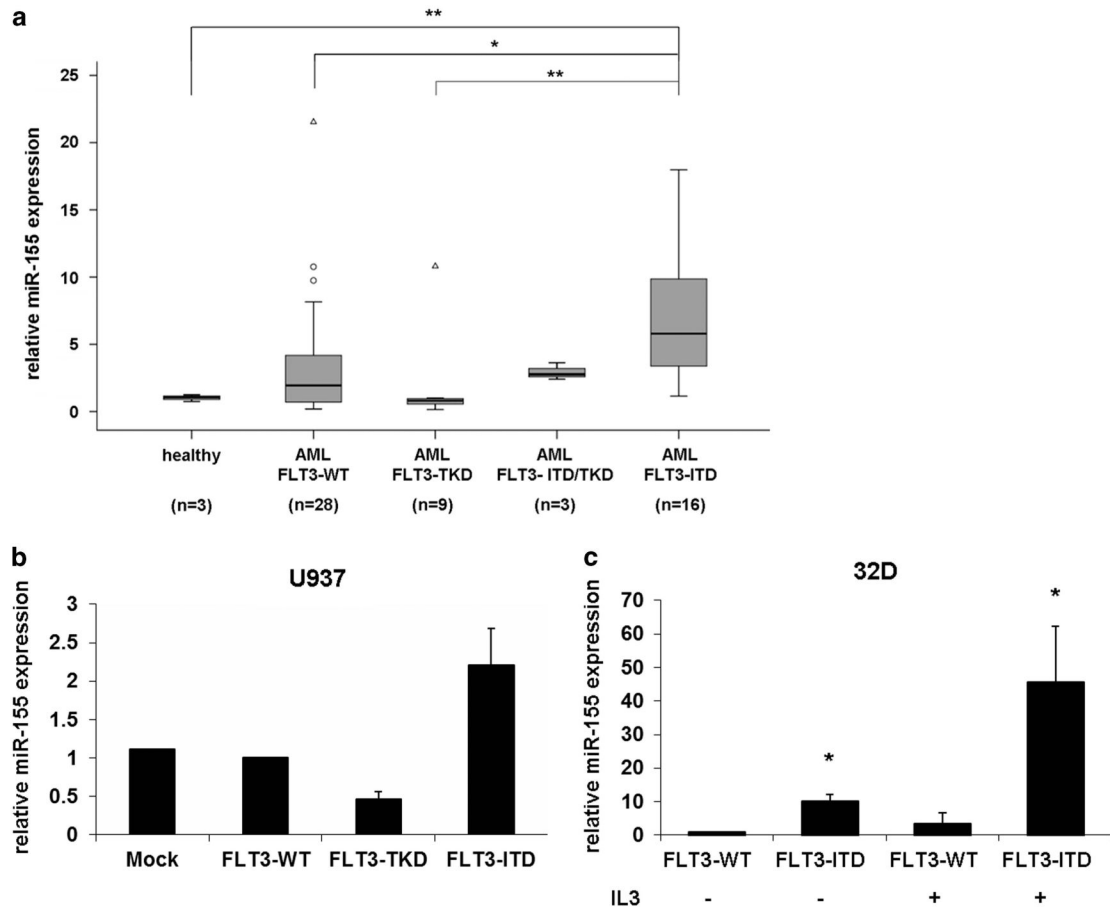 a
**
*
**
25
20
15
10
5
0
relative miR-155 expression
healthy
AML
FLT3-WT
AML
FLT3-TKD
AML
FLT3- ITD/TKD
AML
FLT3-ITD
(n=3)
(n=28)
(n=9)
(n=3)
(n=16)
b
U937
relative miR-155 expression
3
2.5
2
1.5
1
0.5
0
Mock
FLT3-WT
FLT3-TKD
FLT3-ITD
c
32D
relative miR-155 expression
70
60
50
40
30
20
10
0
*
*
FLT3-WT
FLT3-ITD
FLT3-WT
FLT3-ITD
IL3 - - + +